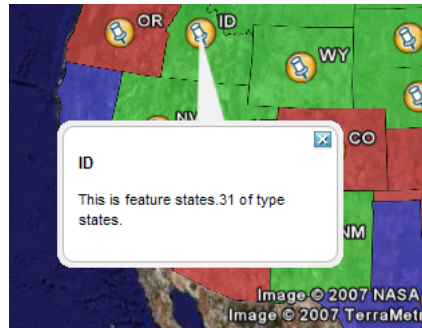 OR
ID
WY
NV
CO
ID
This is feature states.31 of type
states.
NM
Image © 2007 NASA
Image © 2007 TerraMetr